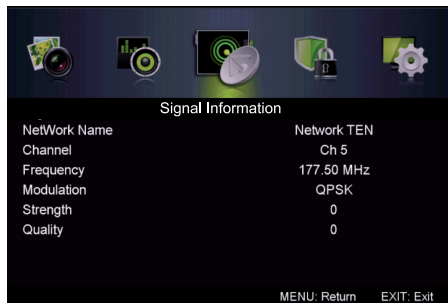 Signal Information
NetWork Name Network TEN
Channel Ch 5
Frequency 177.50 MHz
Modulation QPSK
Strength 0
Quality 0
MENU: Return EXIT: Exit